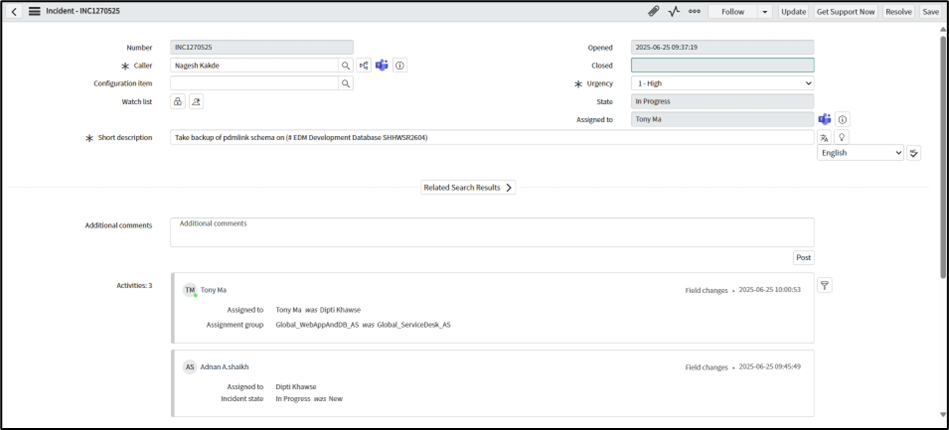 Incident - INC1270525
Follow Update Get Support Now Resolve Save
Number INC1270525 Opened 2025-06-25 09:37:19
Caller Nagesh Kakde Closed
Configuration item Urgency 1 - High
Watch list State In Progress
Assigned to Tony Ma
Short description Take backup of pdmilink schema on (# EDM Development Database SHHWSR2604)
English
Related Search Results
Additional comments Additional comments
Post
Activities: 3 TM Tony Ma Field changes • 2025-06-25 10:00:53
Assigned to Tony Ma was Dipti Khawse
Assignment group Global_WebAppAndDB_AS was Global_ServiceDesk_AS
AS Adnan A.shaikh Field changes • 2025-06-25 09:45:49
Assigned to Dipti Khawse
Incident state In Progress was New